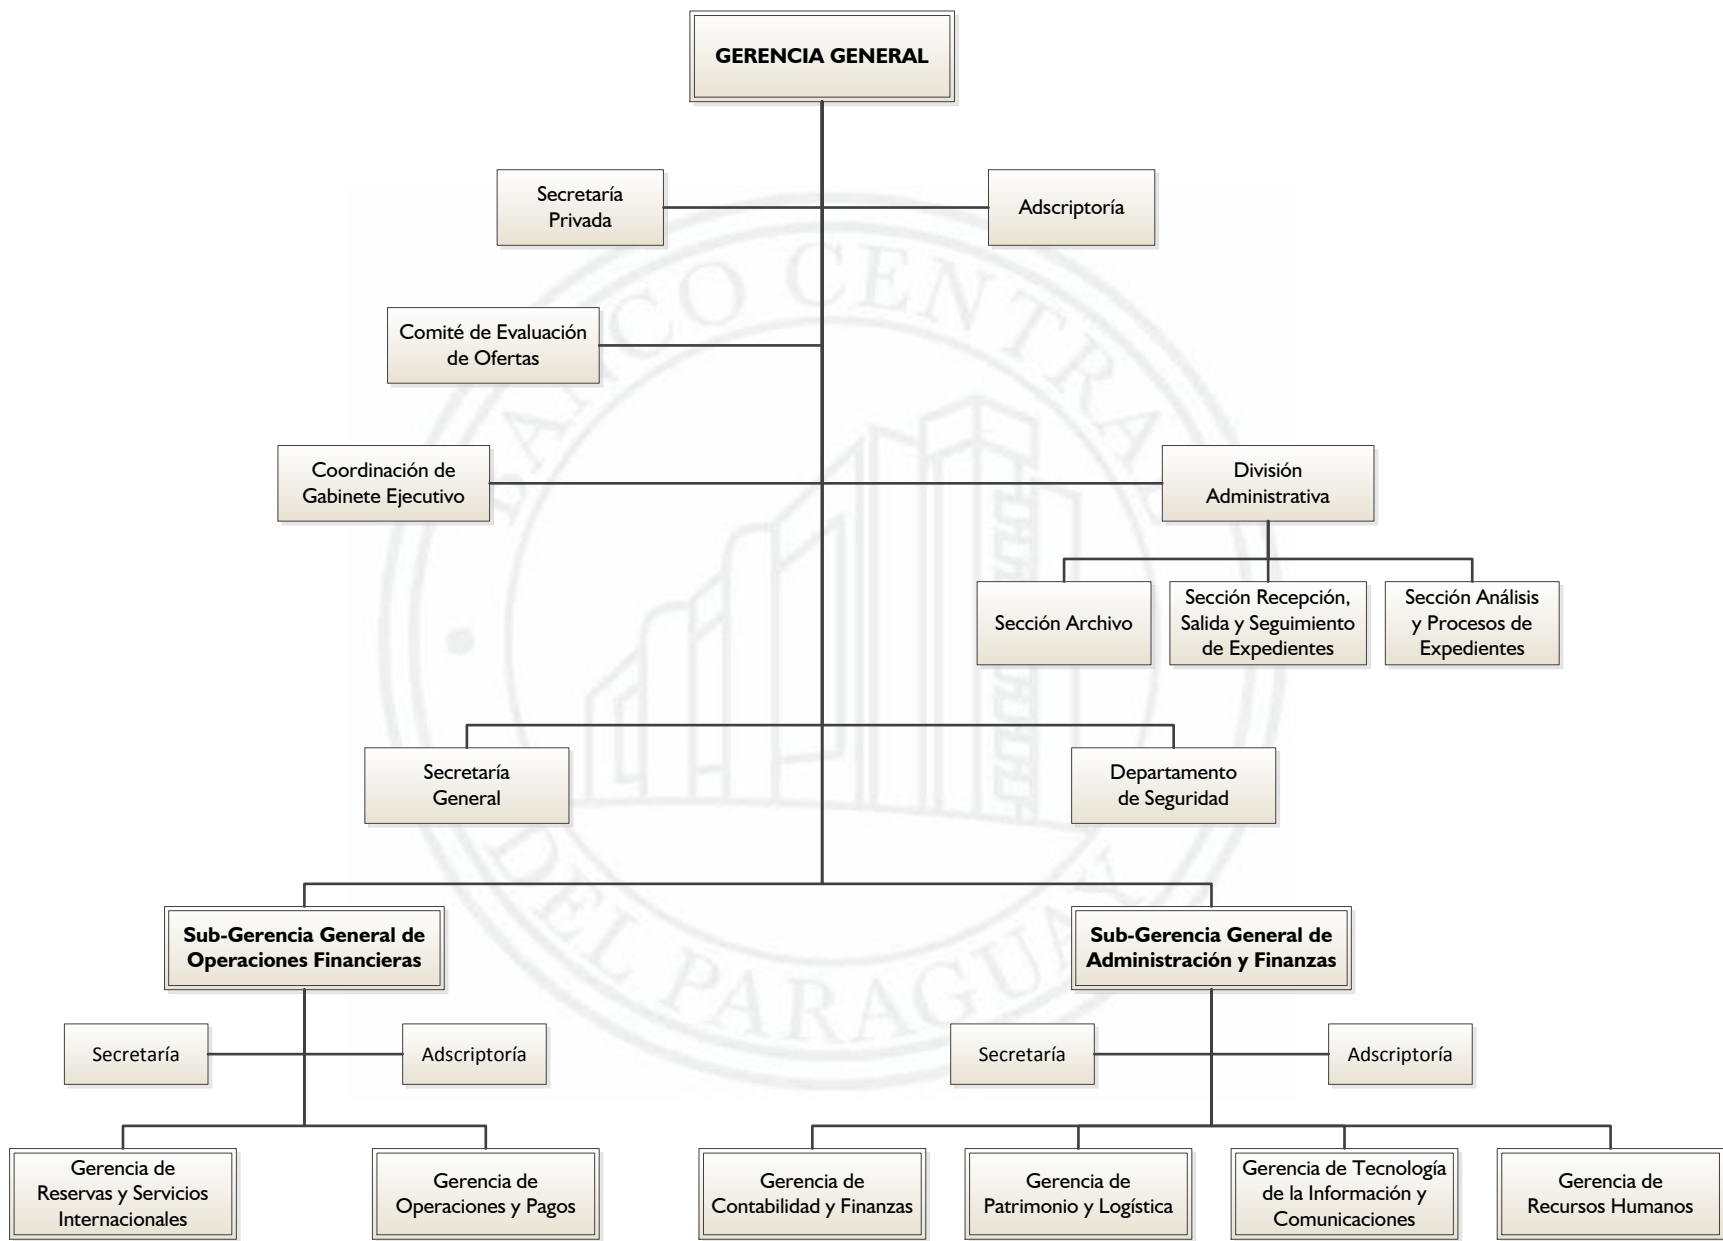 GERENCIA GENERAL
Secretaría
Privada
Adscriptoría
Comité de Evaluación
de Ofertas
Coordinación de
Gabinete Ejecutivo
División
Administrativa
Sección Archivo
Sección Recepción,
Salida y Seguimiento
de Expedientes
Sección Análisis
y Procesos de
Expedientes
Secretaría
General
Departamento
de Seguridad
Sub-Gerencia General de
Operaciones Financieras
Sub-Gerencia General de
Administración y Finanzas
Secretaría
Adscriptoría
Secretaría
Adscriptoría
Gerencia de
Reservas y Servicios
Internacionales
Gerencia de
Operaciones y Pagos
Gerencia de
Contabilidad y Finanzas
Gerencia de
Patrimonio y Logística
Gerencia de Tecnología
de la Información y
Comunicaciones
Gerencia de
Recursos Humanos
BANCO CENTRAL
DEL PARAGUAY